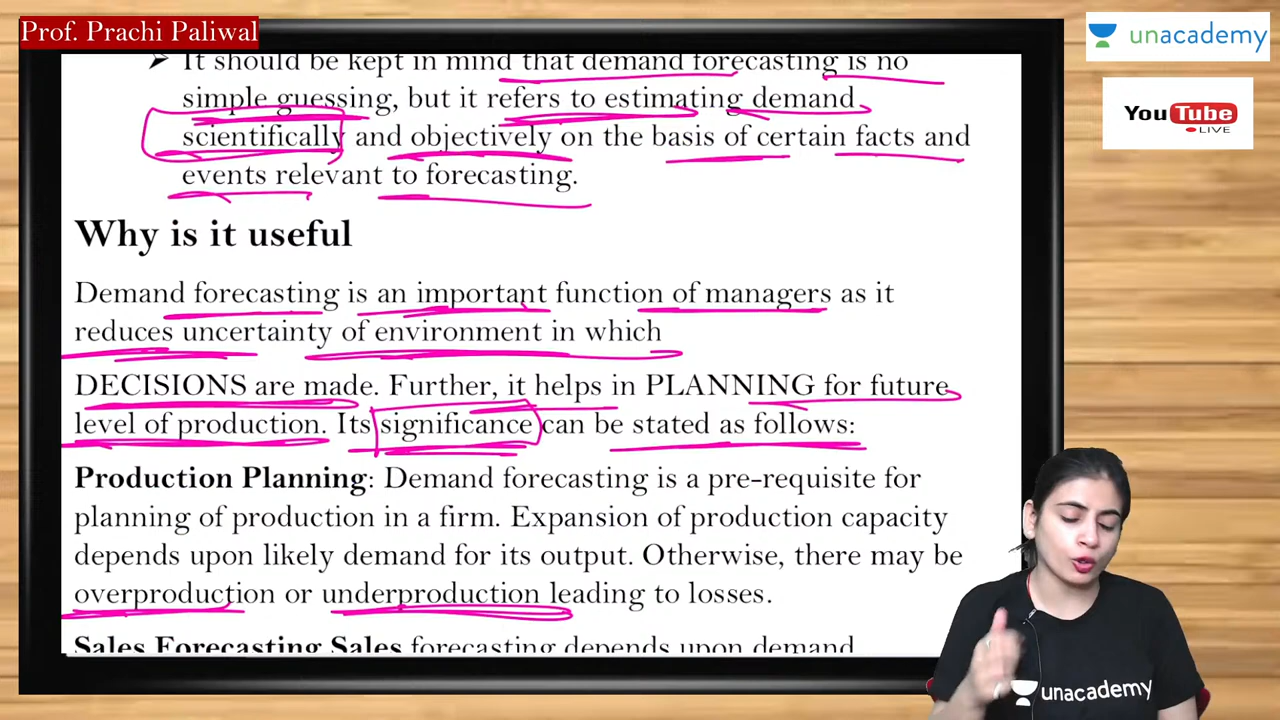 Prof. Prachi Paliwal
unacademy
YouTube
LIVE
➤ It should be kept in mind that demand forecasting is no
simple guessing, but it refers to estimating demand
scientifically and objectively on the basis of certain facts and
events relevant to forecasting.
Why is it useful
Demand forecasting is an important function of managers as it
reduces uncertainty of environment in which
DECISIONS are made. Further, it helps in PLANNING for future
level of production. Its significance can be stated as follows:
Production Planning: Demand forecasting is a pre-requisite for
planning of production in a firm. Expansion of production capacity
depends upon likely demand for its output. Otherwise, there may be
overproduction or underproduction leading to losses.
Sales Forecasting Sales forecasting depends upon demand
unacademy